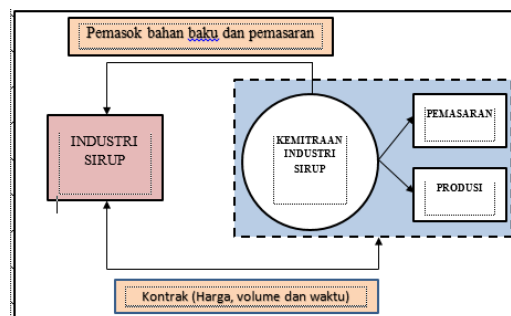 Pemasok bahan baku dan pemasaran
INDUSTRI
SIRUP
KEMITRAAN
INDUSTRI
SIRUP
PEMASARAN
PRODUSI
Kontrak (Harga, volume dan waktu)